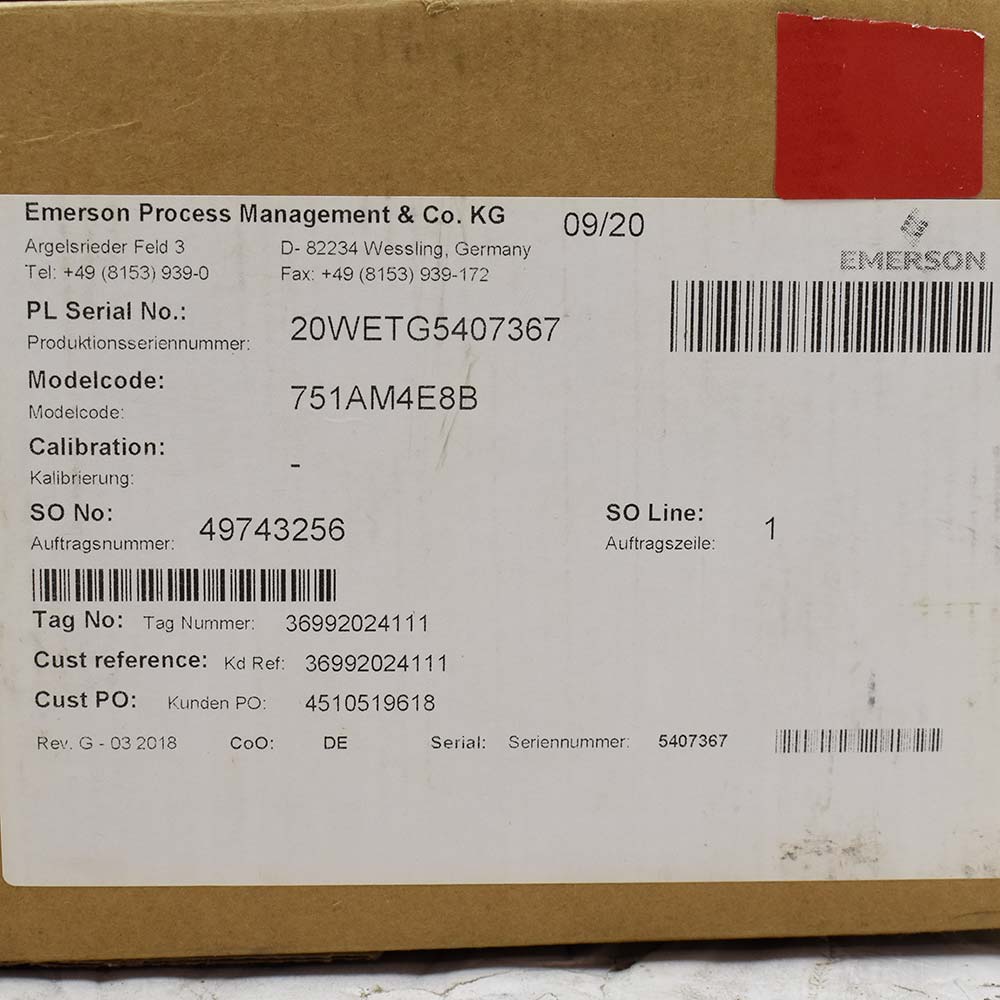 Emerson Process Management & Co. KG 09/20
Argelsrieder Feld 3 D- 82234 Wessling, Germany
Tel: +49 (8153) 939-0 Fax: +49 (8153) 939-172
EMERSON
PL Serial No.:
Produktionsseriennummer: 20WETG5407367
Modelcode:
Modelcode: 751AM4E8B
Calibration:
Kalibrierung: -
SO No: SO Line:
Auftragsnummer: 49743256 Auftragszeile: 1
Tag No: Tag Nummer: 36992024111
Cust reference: Kd Ref: 36992024111
Cust PO: Kunden PO: 4510519618
Rev. G - 03 2018 CoO: DE Serial: Seriennummer: 5407367